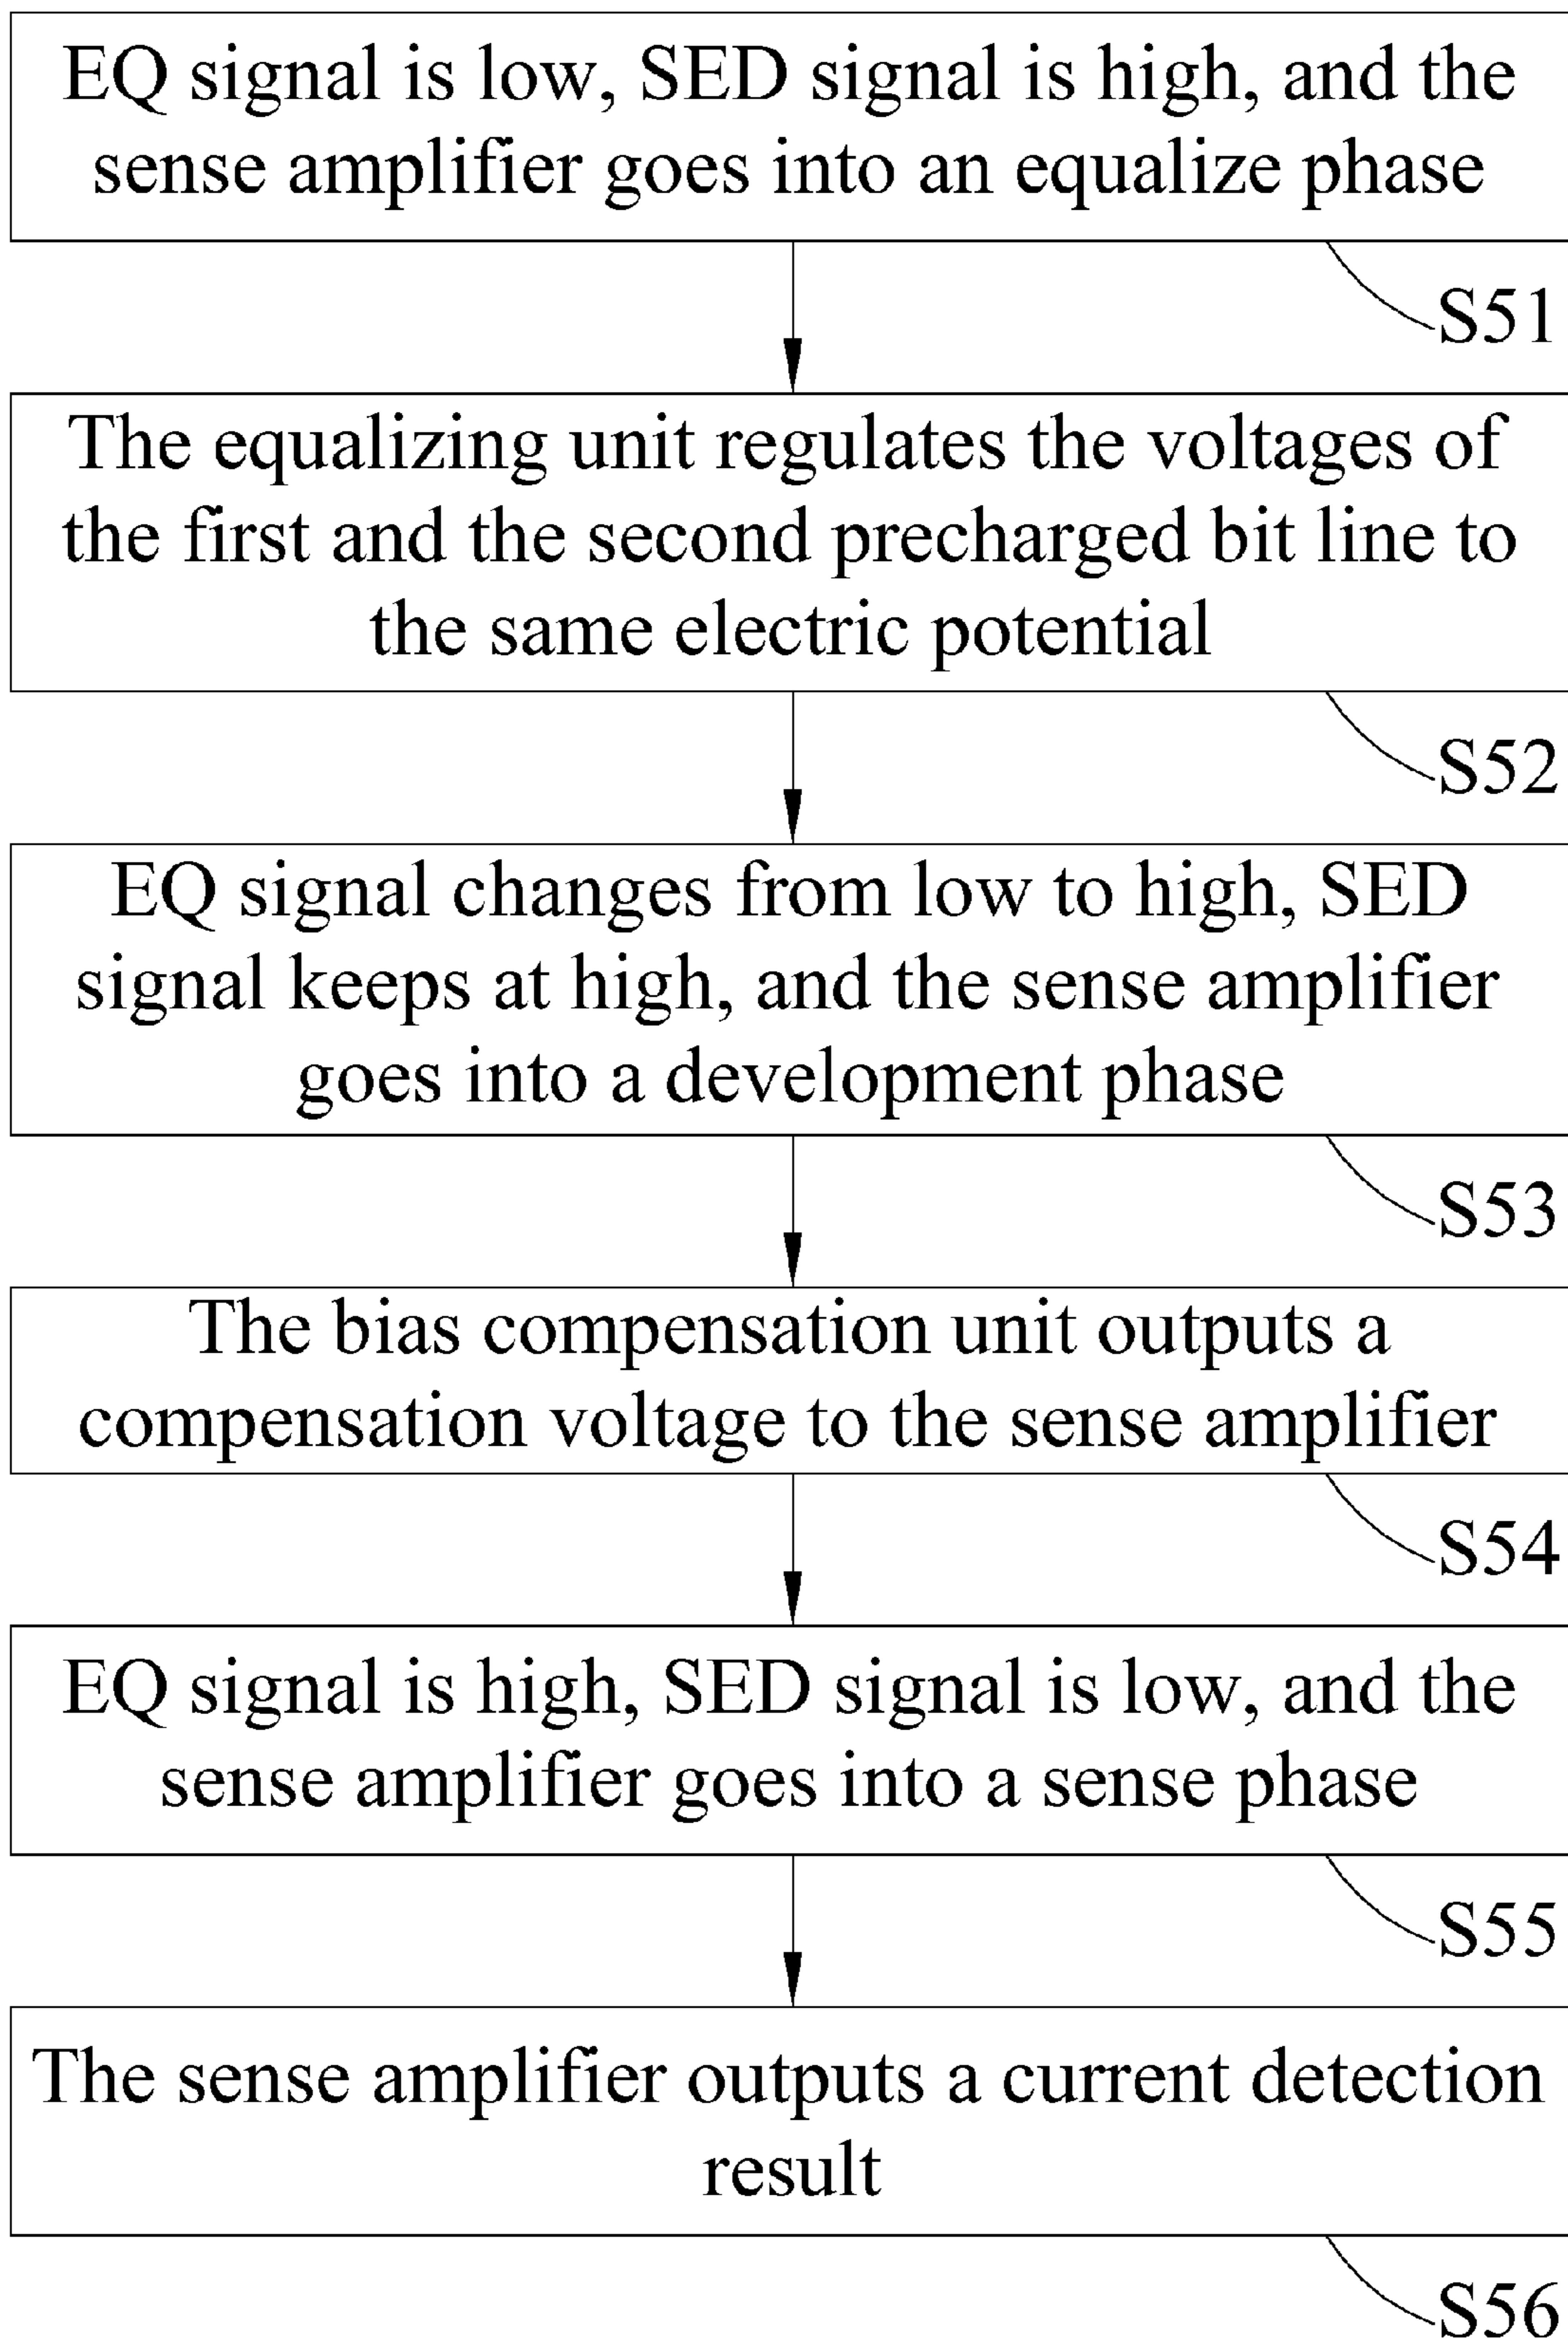 EQ signal is low, SED signal is high, and the
sense amplifier goes into an equalize phase
S51
The equalizing unit regulates the voltages of
the first and the second precharged bit line to
the same electric potential
S52
EQ signal changes from low to high, SED
signal keeps at high, and the sense amplifier
goes into a development phase
S53
The bias compensation unit outputs a
compensation voltage to the sense amplifier
S54
EQ signal is high, SED signal is low, and the
sense amplifier goes into a sense phase
S55
The sense amplifier outputs a current detection
result
S56